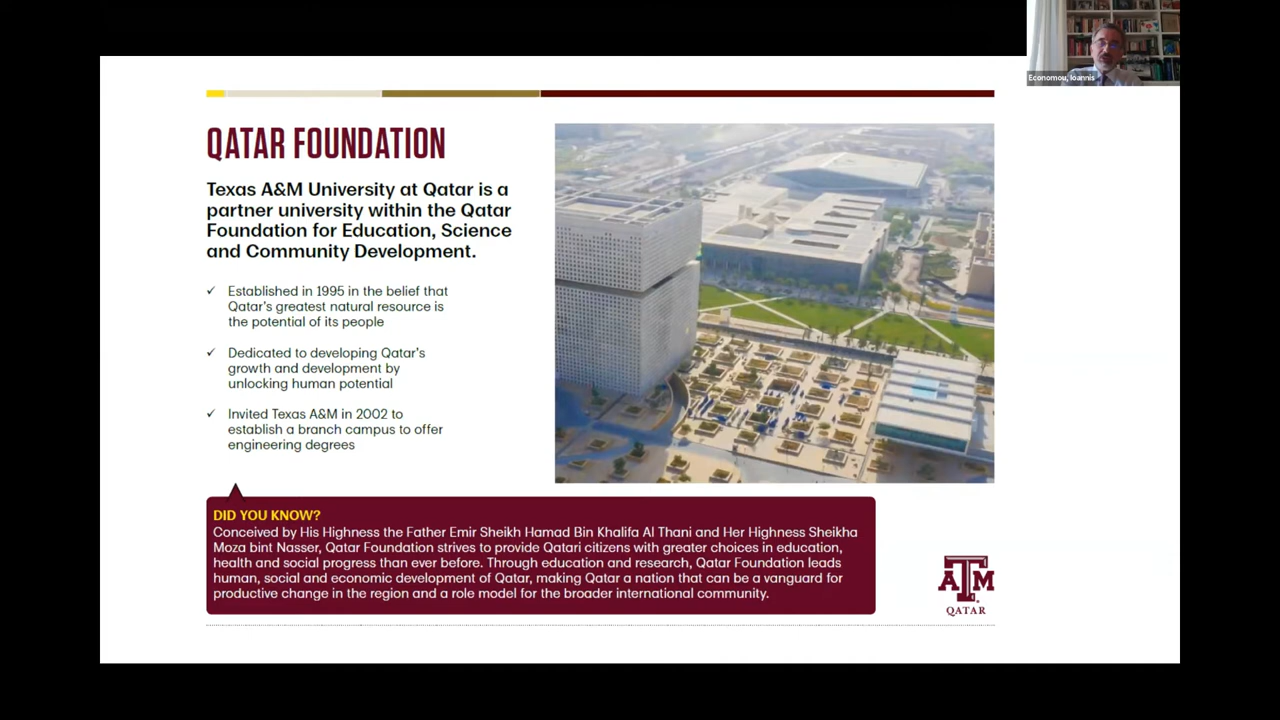 Economou, Ioannis
QATAR FOUNDATION
Texas A&M University at Qatar is a
partner university within the Qatar
Foundation for Education, Science
and Community Development.
✓ Established in 1995 in the belief that
Qatar's greatest natural resource is
the potential of its people
✓ Dedicated to developing Qatar's
growth and development by
unlocking human potential
✓ Invited Texas A&M in 2002 to
establish a branch campus to offer
engineering degrees
DID YOU KNOW?
Conceived by His Highness the Father Emir Sheikh Hamad Bin Khalifa Al Thani and Her Highness Sheikha
Moza bint Nasser, Qatar Foundation strives to provide Qatari citizens with greater choices in education,
health and social progress than ever before. Through education and research, Qatar Foundation leads
human, social and economic development of Qatar, making Qatar a nation that can be a vanguard for
productive change in the region and a role model for the broader international community.
ATM
QATAR